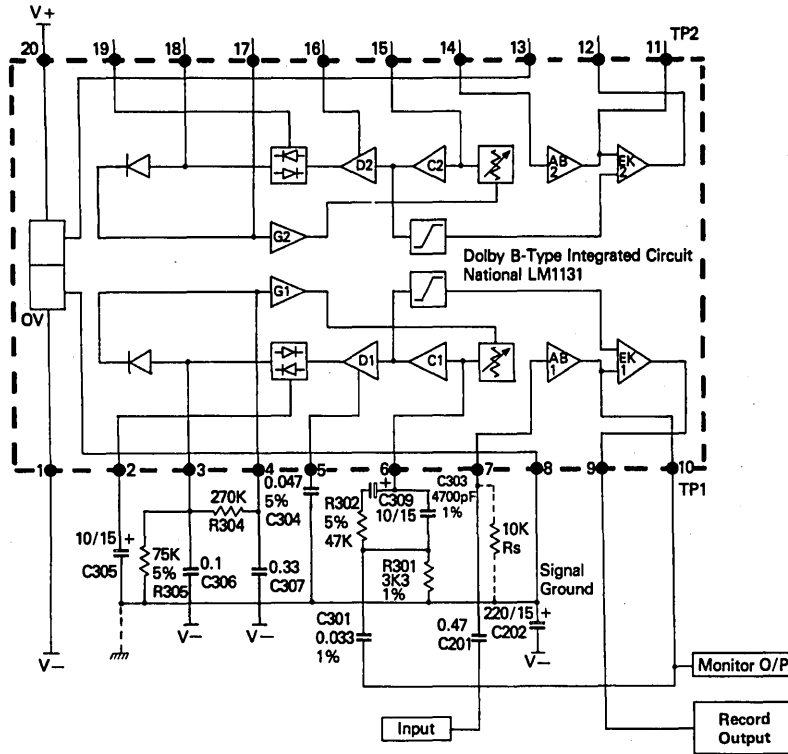 V+
TP2
20
19
18
17
16
15
14
13
12
11
D2
C2
AB
2
EK
2
G2
Dolby B-Type Integrated Circuit
National LM1131
G1
OV
D1
C1
AB
1
EK
1
1
2
3
4
5
6
7
8
9
10
TP1
0.047
5%
C304
270K
R304
R302
5%
47K
+
C309
10/15
C303
4700pF
1%
10K
Rs
10/15 +
C305
75K
5%
R305
0.1
C306
0.33
C307
R301
3K3
1%
Signal
Ground
C301
0.033
1%
0.47
C201
220/15 +
C202
V–
V–
V–
V–
Monitor O/P
Input
Record
Output